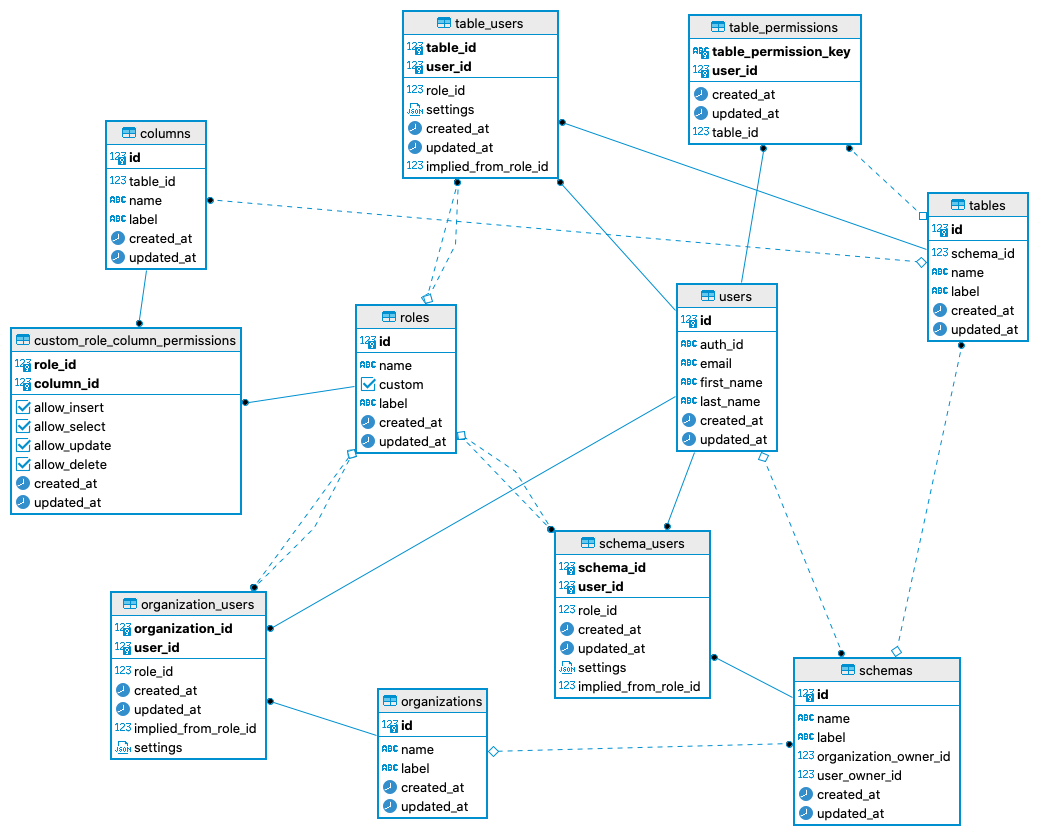 table_users
123 table_id
123 user_id
123 role_id
JSON settings
created_at
updated_at
123 implied_from_role_id
table_permissions
ABC table_permission_key
123 user_id
created_at
updated_at
123 table_id
columns
123 id
123 table_id
ABC name
ABC label
created_at
updated_at
tables
123 id
123 schema_id
ABC name
ABC label
created_at
updated_at
users
123 id
ABC auth_id
ABC email
ABC first_name
ABC last_name
created_at
updated_at
roles
123 id
ABC name
custom
ABC label
created_at
updated_at
custom_role_column_permissions
123 role_id
123 column_id
allow_insert
allow_select
allow_update
allow_delete
created_at
updated_at
schema_users
123 schema_id
123 user_id
123 role_id
created_at
updated_at
JSON settings
123 implied_from_role_id
organization_users
123 organization_id
123 user_id
123 role_id
created_at
updated_at
123 implied_from_role_id
JSON settings
schemas
123 id
ABC name
ABC label
123 organization_owner_id
123 user_owner_id
created_at
updated_at
organizations
123 id
ABC name
ABC label
created_at
updated_at